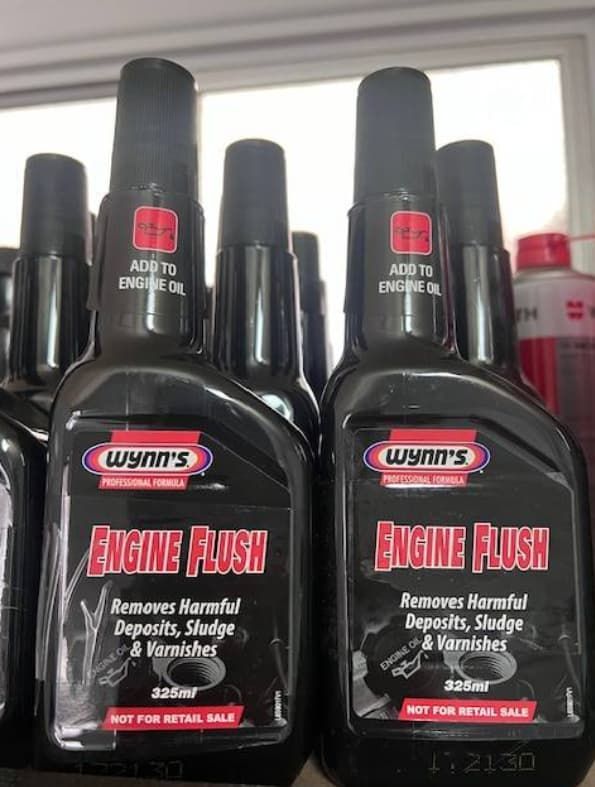 ADD TO
ENGINE OIL
WYNN'S
PROFESSIONAL FORMULA
ENGINE FLUSH
Removes Harmful
Deposits, Sludge
& Varnishes
ENGINE OIL
325ml
NOT FOR RETAIL SALE
ADD TO
ENGINE OIL
WYNN'S
PROFESSIONAL FORMULA
ENGINE FLUSH
Removes Harmful
Deposits, Sludge
& Varnishes
ENGINE OIL
325ml
NOT FOR RETAIL SALE